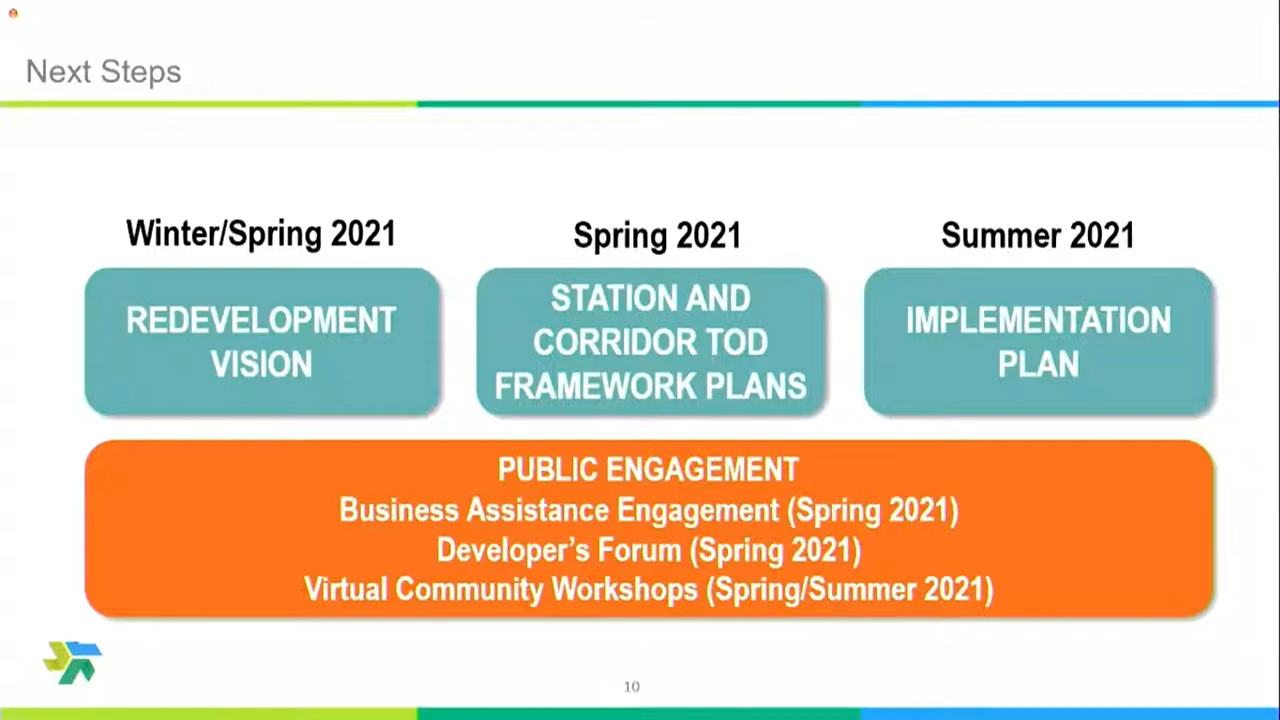 Next Steps
Winter/Spring 2021
Spring 2021
Summer 2021
REDEVELOPMENT
VISION
STATION AND
CORRIDOR TOD
FRAMEWORK PLANS
IMPLEMENTATION
PLAN
PUBLIC ENGAGEMENT
Business Assistance Engagement (Spring 2021)
Developer’s Forum (Spring 2021)
Virtual Community Workshops (Spring/Summer 2021)
10